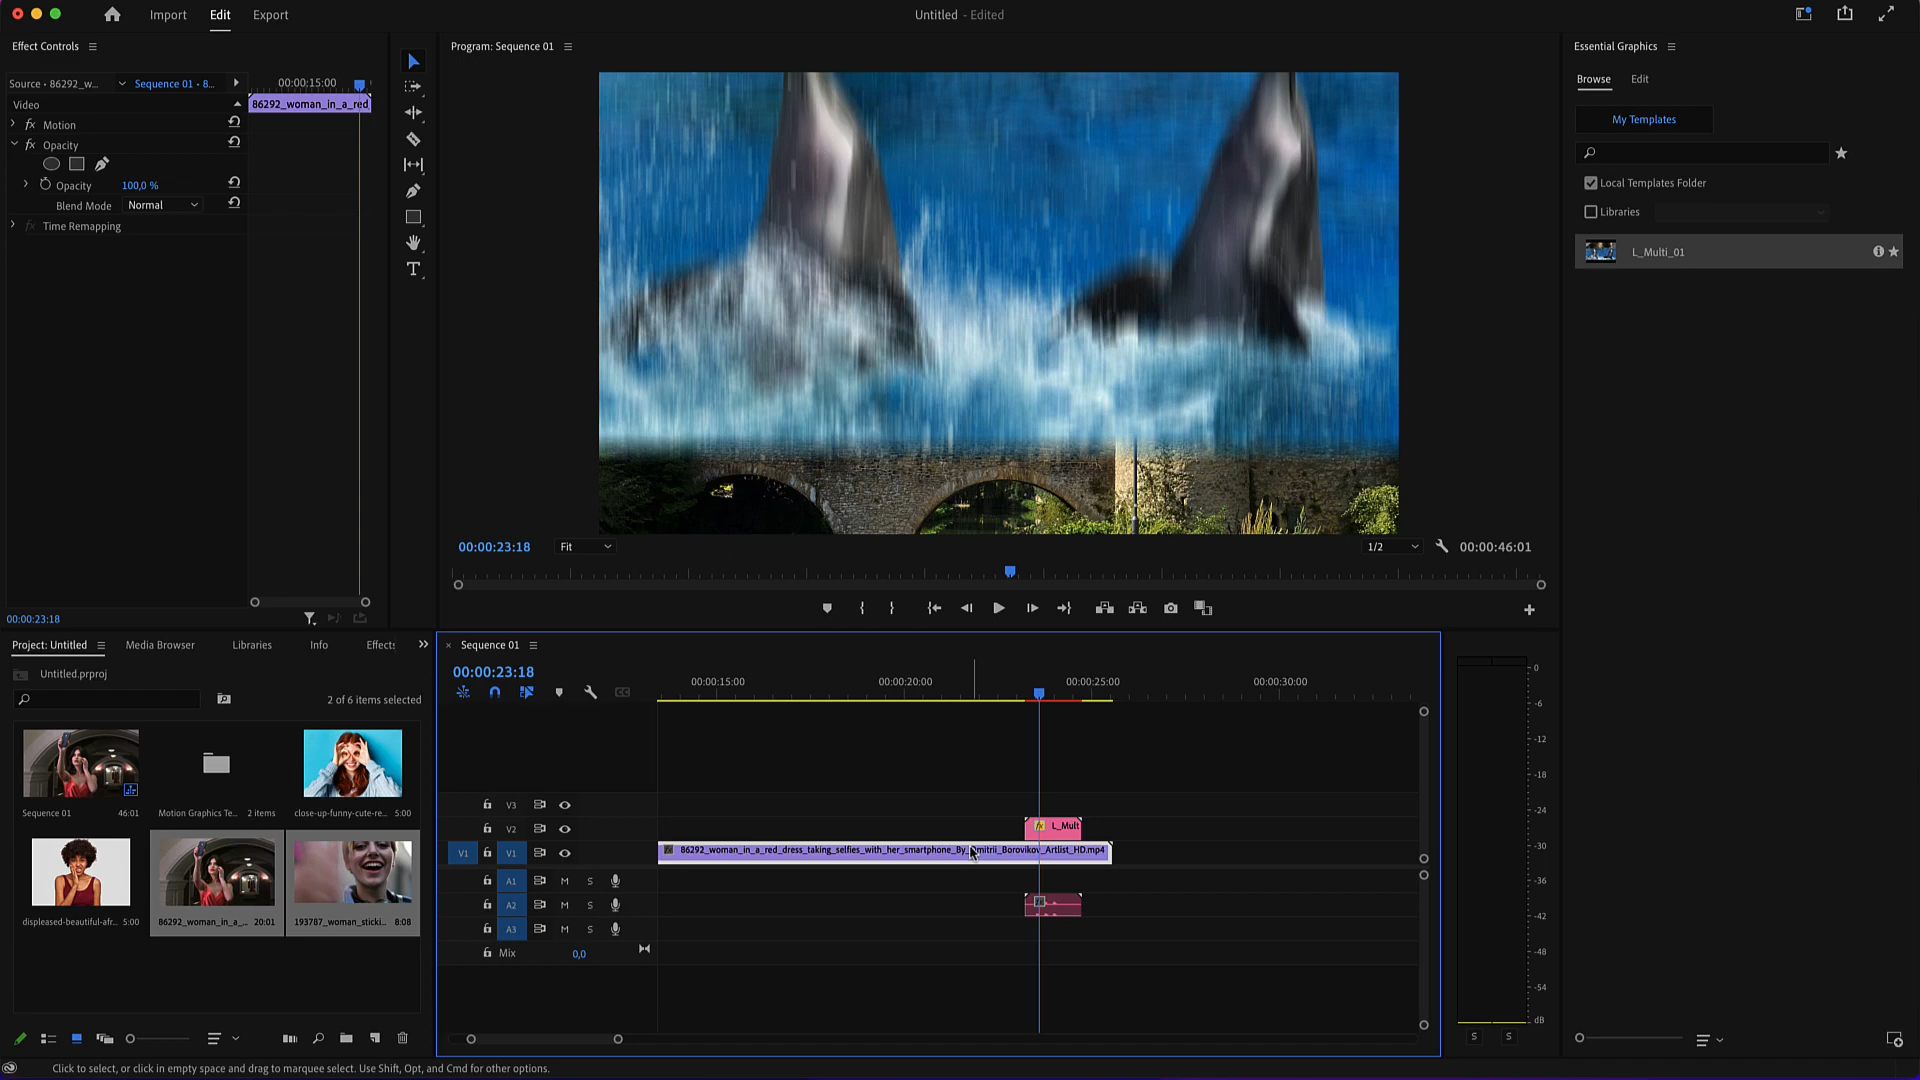 Import
Edit
Export
Untitled - Edited
Effect Controls
Source • 86292_w...
Sequence 01 • 8...
00:00:15:00
Video
86292_woman_in_a_red
fx Motion
fx Opacity
Opacity 100,0 %
Blend Mode Normal
fx Time Remapping
00:00:23:18
Program: Sequence 01
00:00:23:18
Fit
1/2
00:00:46:01
Essential Graphics
Browse
Edit
My Templates
Local Templates Folder
Libraries
L_Multi_01
Project: Untitled
Media Browser
Libraries
Info
Effects
Untitled.prproj
2 of 6 items selected
Sequence 01 46:01
Motion Graphics Te... 2 items
close-up-funny-cute-re... 5:00
displeased-beautiful-afr... 5:00
86292_woman_in_a_... 20:01
193787_woman_sticki... 8:08
Sequence 01
00:00:23:18
00:00:15:00
00:00:20:00
00:00:25:00
00:00:30:00
V3
V2
fx L_Mult
V1 V1
86292_woman_in_a_red_dress_taking_selfies_with_her_smartphone_By_Dmitrii_Borovikov_Artlist_HD.mp4
A1 M S
A2 M S
A3 M S
Mix 0,0
0
-6
-12
-18
-24
-30
-36
-42
-48
-54
dB
S S
Click to select, or click in empty space and drag to marquee select. Use Shift, Opt, and Cmd for other options.